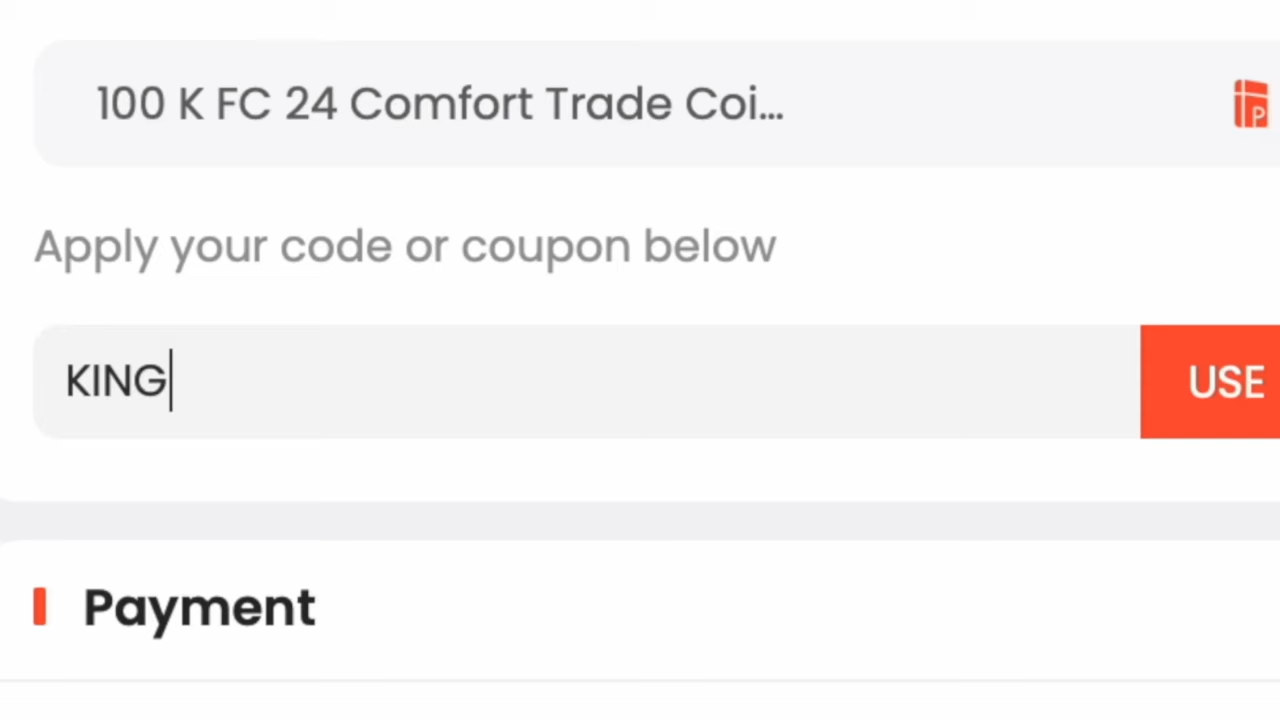 100 K FC 24 Comfort Trade Coi...
P
Apply your code or coupon below
KING
USE
Payment